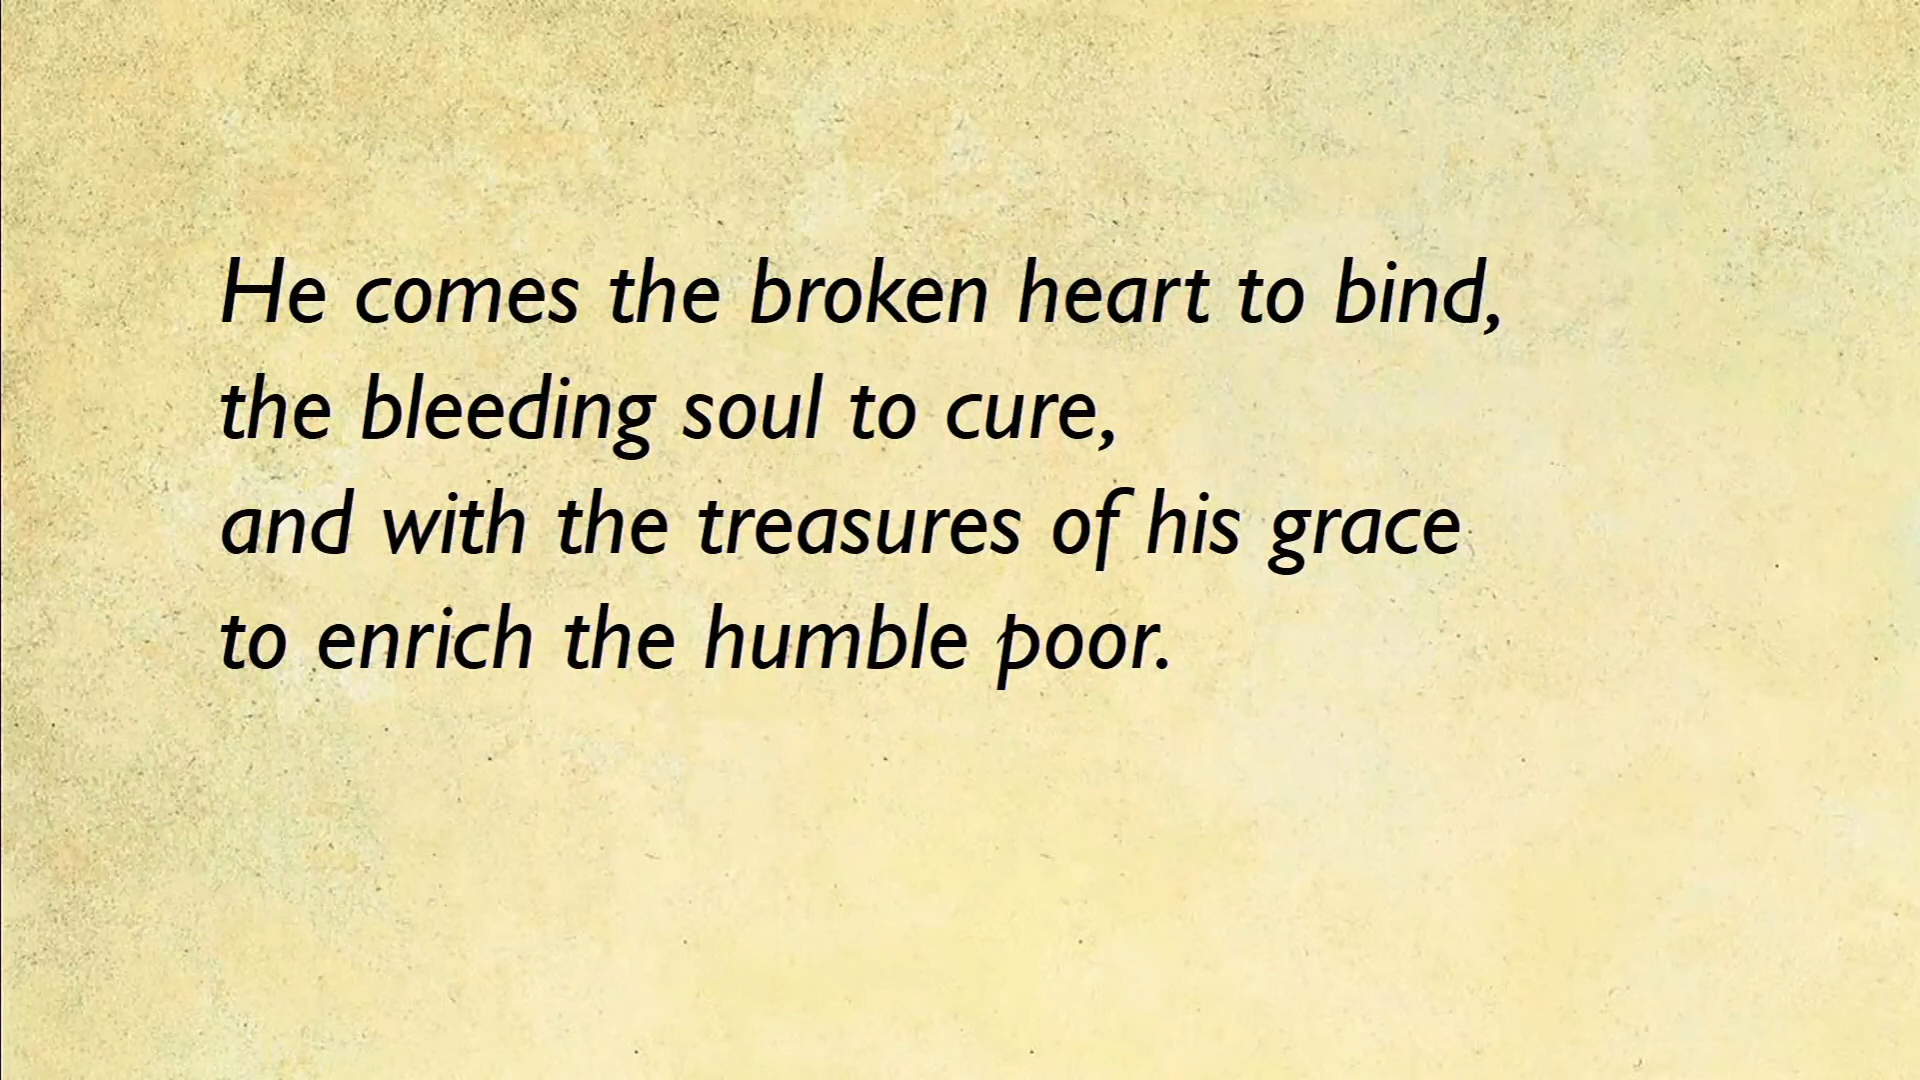 He comes the broken heart to bind,
the bleeding soul to cure,
and with the treasures of his grace
to enrich the humble poor.